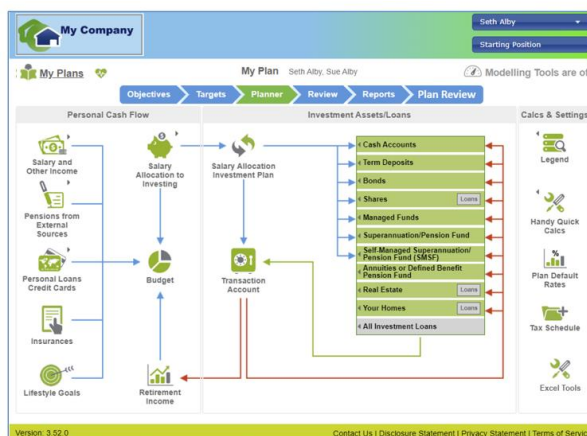 My Company
Seth Alby
Starting Position
My Plans
My Plan Seth Alby, Sue Alby
Modelling Tools are of
Objectives Targets Planner Review Reports Plan Review
Personal Cash Flow
Investment Assets/Loans
Calcs & Settings
Salary and
Other Income
Salary
Allocation to
Investing
Salary Allocation
Investment Plan
Pensions from
External
Sources
Personal Loans
Credit Cards
Budget
Transaction
Account
Insurances
Lifestyle Goals
Retirement
Income
Cash Accounts
Term Deposits
Bonds
Shares Loans
Managed Funds
Superannuation/Pension Fund
Self-Managed Superannuation/
Pension Fund (SMSF)
Annuities or Defined Benefit
Pension Fund
Real Estate Loans
Your Homes Loans
All Investment Loans
Legend
Handy Quick
Calcs
Plan Default
Rates
Tax Schedule
Excel Tools
Version: 3.52.0
Contact Us | Disclosure Statement | Privacy Statement | Terms of Servic